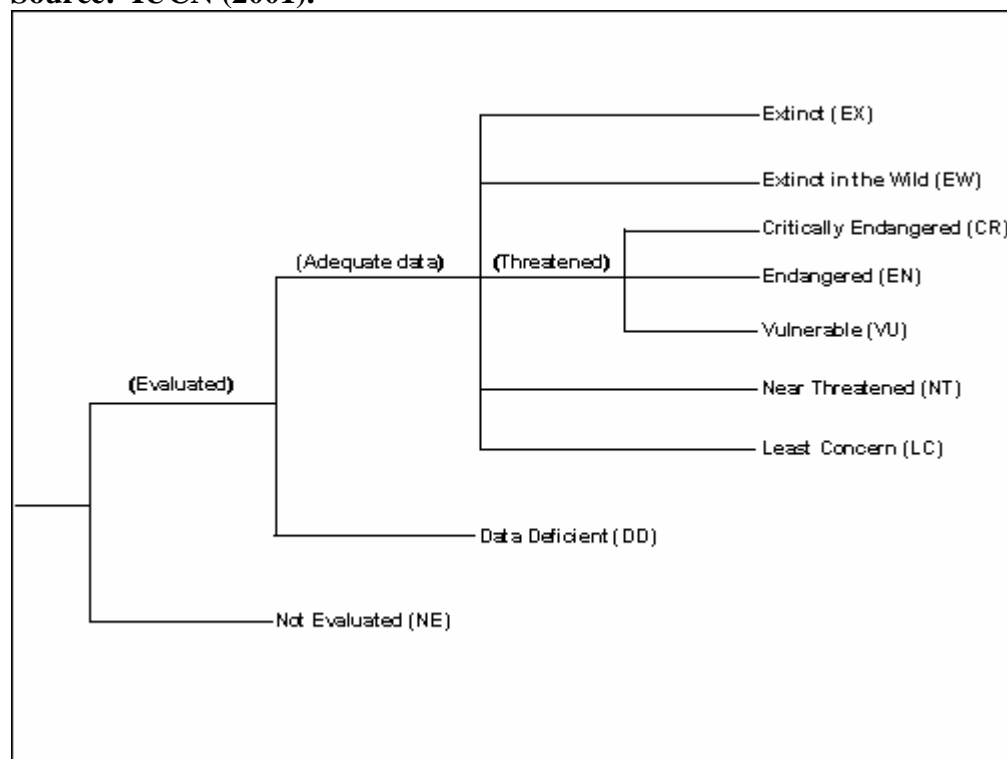 Source: IUCN (2001).
Extinct (EX)
Extinct in the Wild (EW)
Critically Endangered (CR)
(Adequate data)
(Threatened)
Endangered (EN)
Vulnerable (VU)
(Evaluated)
Near Threatened (NT)
Least Concern (LC)
Data Deficient (DD)
Not Evaluated (NE)